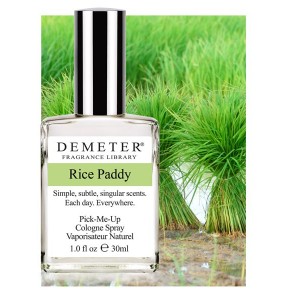 DEMETER®
FRAGRANCE LIBRARY
Rice Paddy
Simple, subtle, singular scents.
Each day. Everywhere.
Pick-Me-Up
Cologne Spray
Vaporisateur Naturel
1.0 fl oz ℮ 30ml